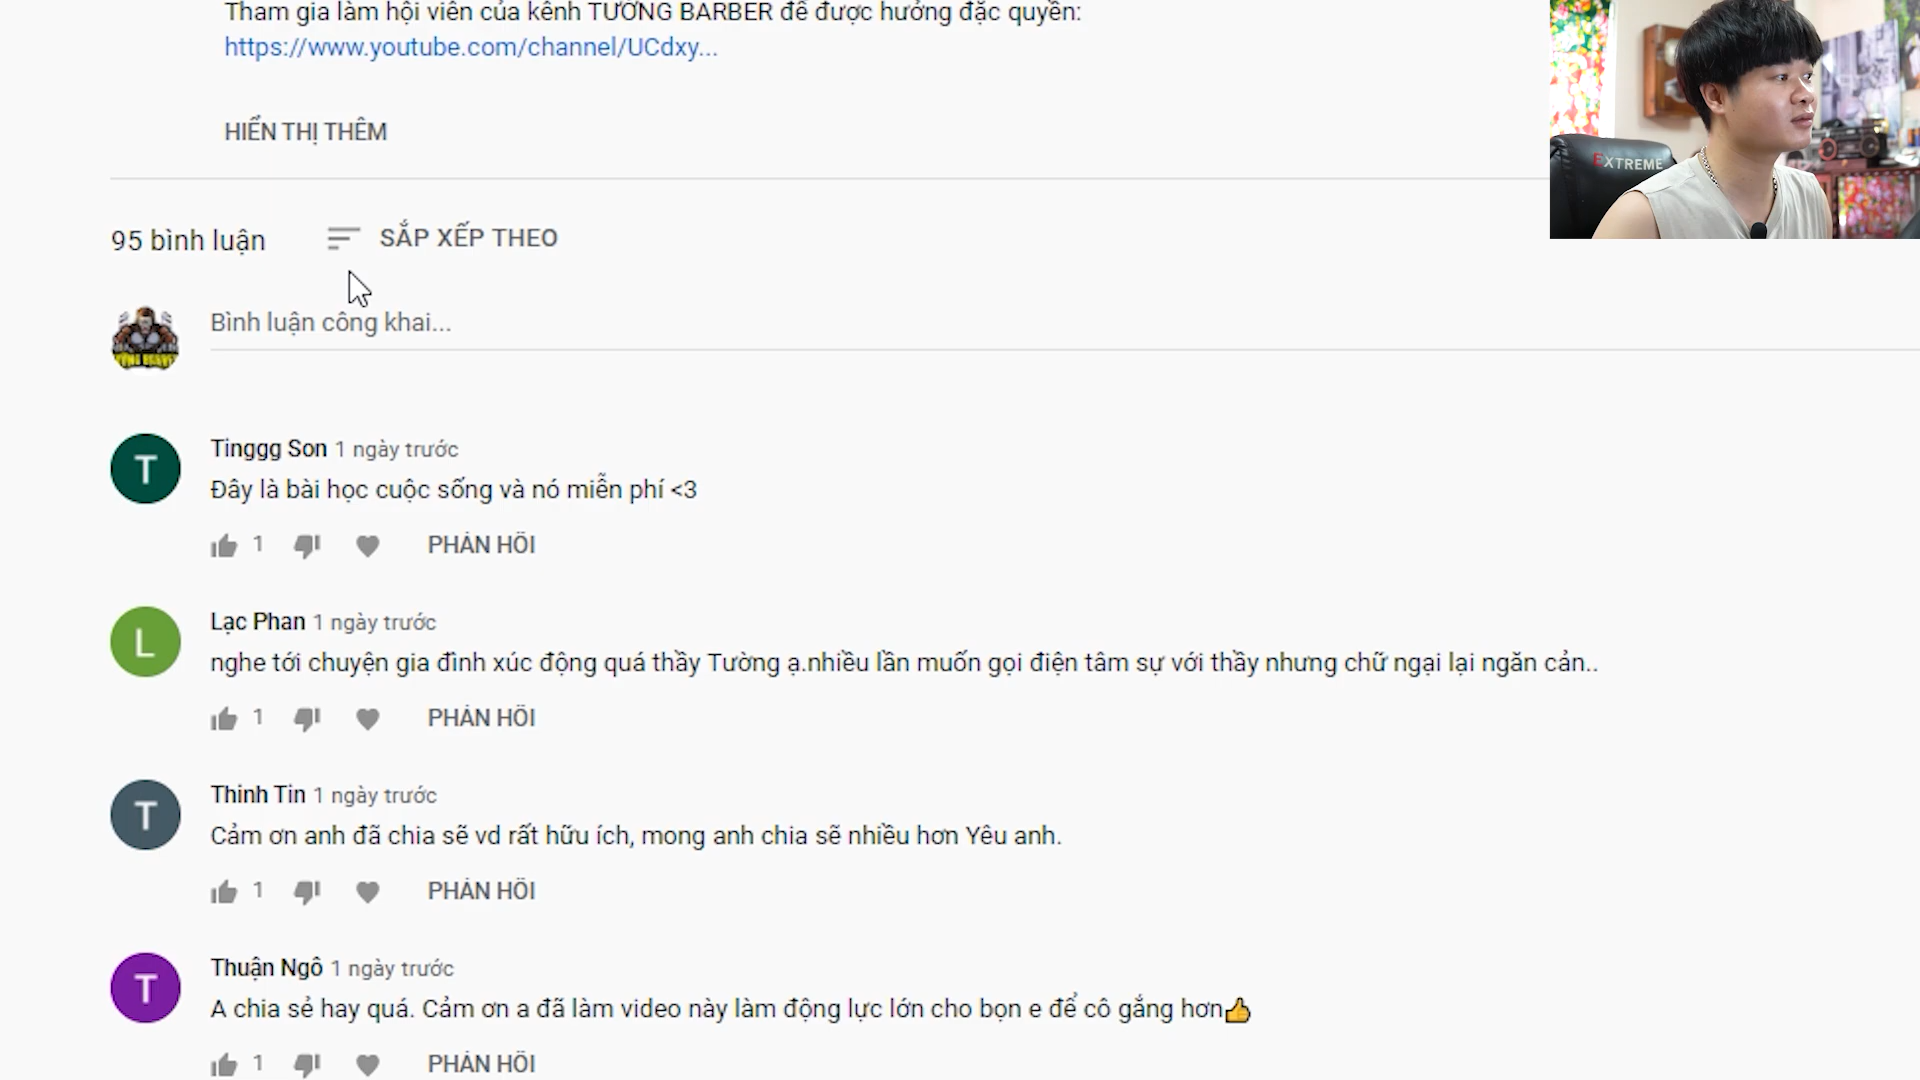 Tham gia làm hội viên của kênh TƯỜNG BARBER để được hưởng đặc quyền:
https://www.youtube.com/channel/UCdxy...
HIỂN THỊ THÊM
EXTREME
95 bình luận
SẮP XẾP THEO
Bình luận công khai...
T
Tinggg Son 1 ngày trước
Đây là bài học cuộc sống và nó miễn phí <3
1
PHẢN HỒI
L
Lạc Phan 1 ngày trước
nghe tới chuyện gia đình xúc động quá thầy Tường ạ.nhiều lần muốn gọi điện tâm sự với thầy nhưng chữ ngại lại ngăn cản..
1
PHẢN HỒI
T
Thinh Tin 1 ngày trước
Cảm ơn anh đã chia sẽ vd rất hữu ích, mong anh chia sẽ nhiều hơn Yêu anh.
1
PHẢN HỒI
T
Thuận Ngô 1 ngày trước
A chia sẻ hay quá. Cảm ơn a đã làm video này làm động lực lớn cho bọn e để cô gắng hơn👍
1
PHẢN HỒI